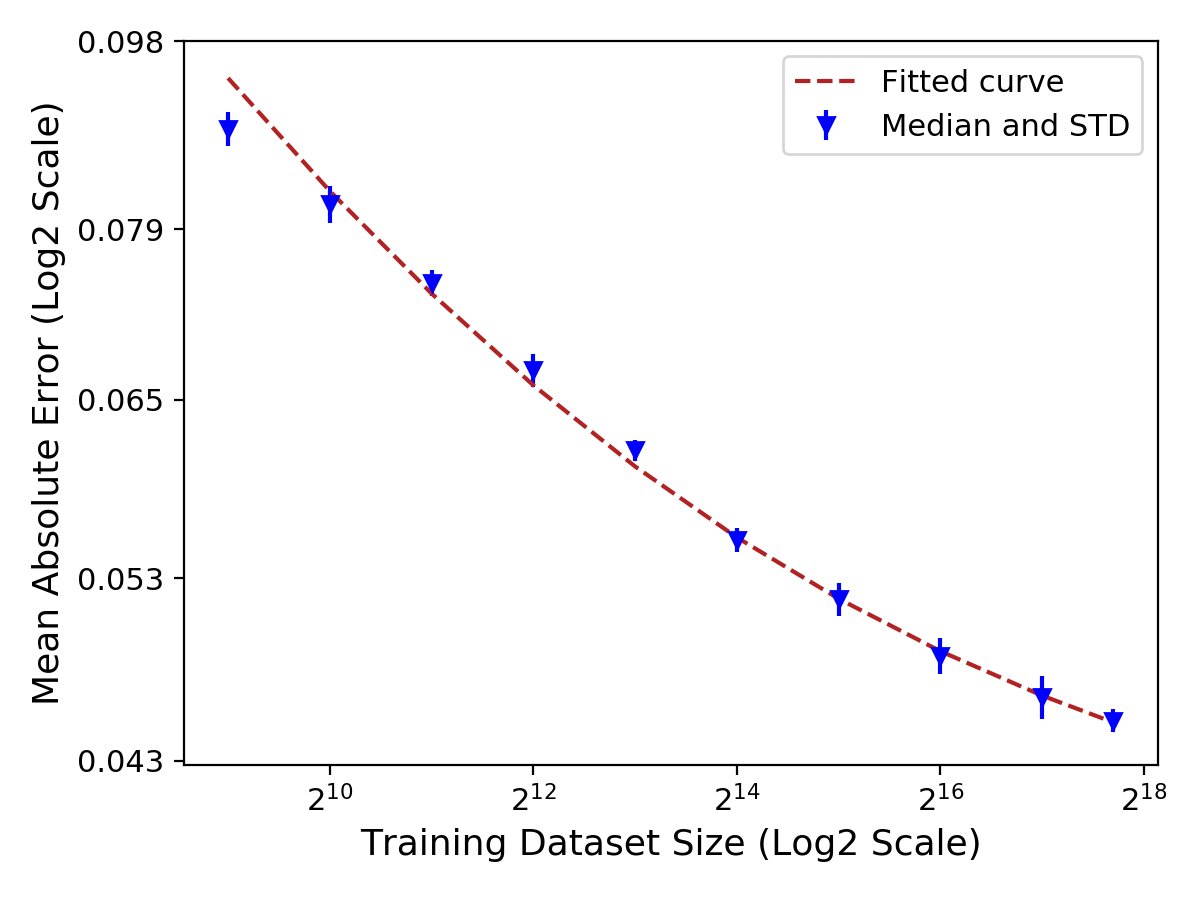 Mean Absolute Error (Log2 Scale)
0.098
0.079
0.065
0.053
0.043
Fitted curve
Median and STD
2^10 2^12 2^14 2^16 2^18
Training Dataset Size (Log2 Scale)